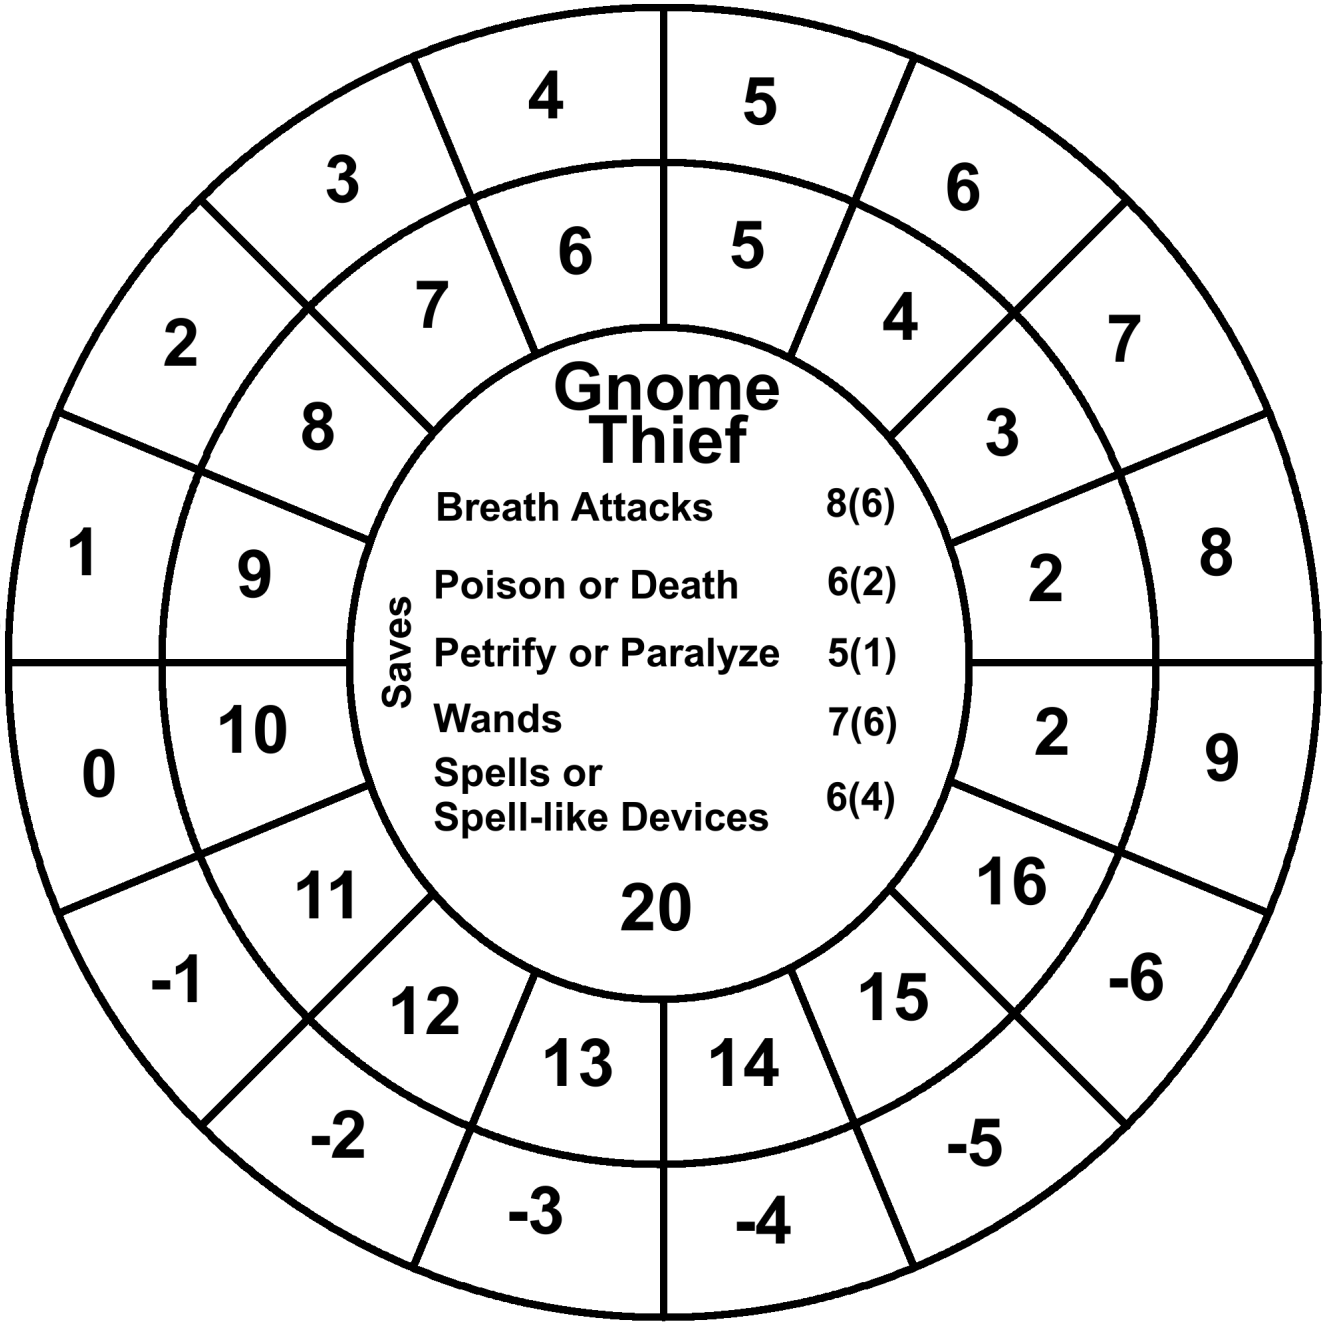 4 5
3 6
6 5
7 4
2 7
8 3
Gnome
Thief
Breath Attacks 8(6)
1 9 2 8
Saves
Poison or Death 6(2)
Petrify or Paralyze 5(1)
Wands 7(6)
0 10 2 9
Spells or
Spell-like Devices 6(4)
11 16
20
-1 -6
12 15
13 14
-2 -5
-3 -4